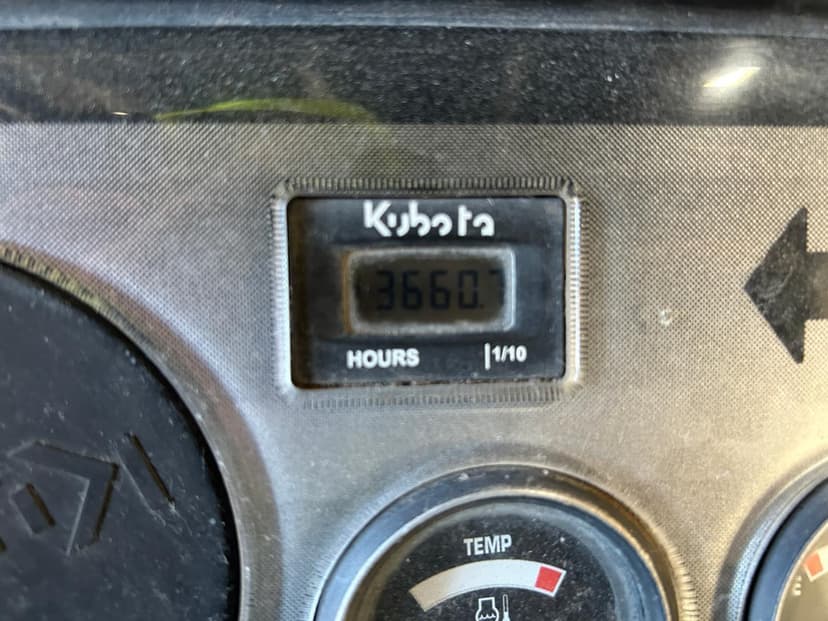 Kubota
3660.7
HOURS 1/10
TEMP